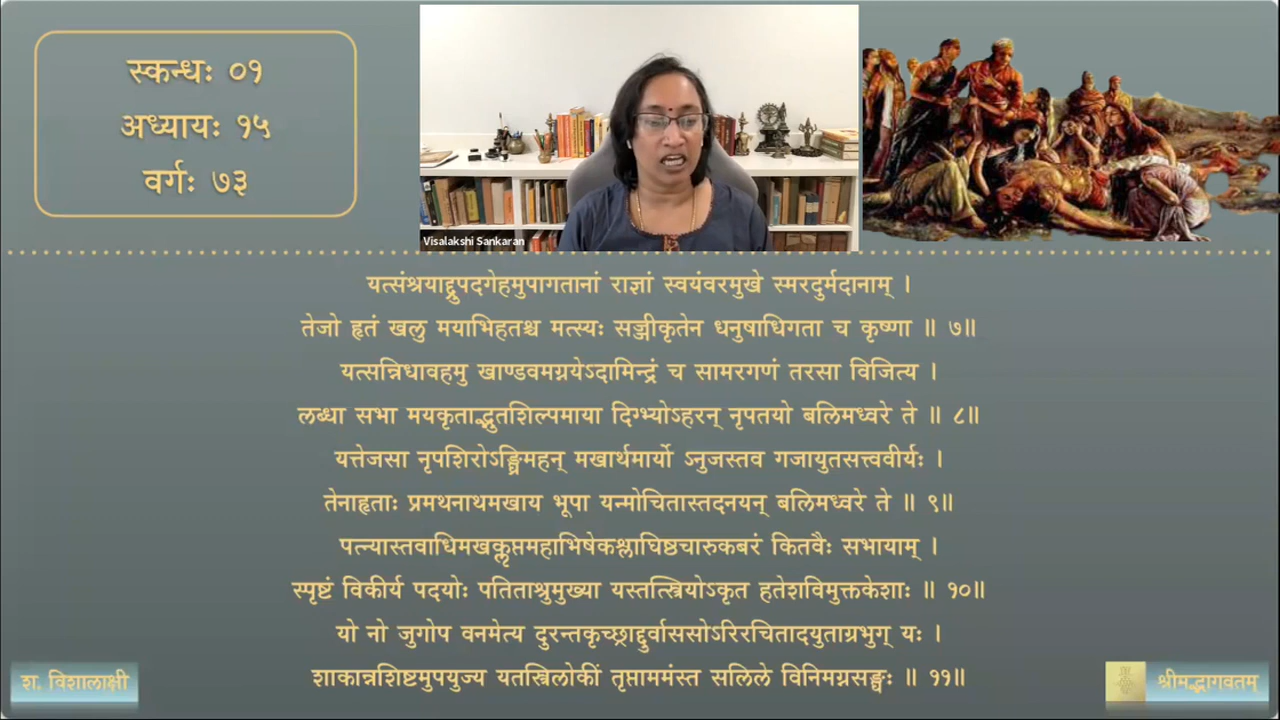 स्कन्धः ०१
अध्यायः १५
वर्गः ७३
Visalakshi Sankaran
यत्संश्रयाद्द्रुपदगेहमुपागतानां राज्ञां स्वयंवरमुखे स्मरदुर्मदानाम् ।
तेजो हृतं खलु मयाभिहतश्च मत्स्यः सज्जीकृतेन धनुषाधिगता च कृष्णा ॥ ७॥
यत्सन्निधावहमु खाण्डवमग्नयेऽदामिन्द्रं च सामरगणं तरसा विजित्य ।
लब्धा सभा मयकृताद्भुतशिल्पमाया दिग्भ्योऽहरन् नृपतयो बलिमध्वरे ते ॥ ८॥
यत्तेजसा नृपशिरोऽङ्घ्रिमहन् मखार्थमार्यो ऽनुजस्तव गजायुतसत्त्ववीर्यः ।
तेनाहृताः प्रमथनाथमखाय भूपा यन्मोचितास्तदनयन् बलिमध्वरे ते ॥ ९॥
पत्न्यास्तवाधिमखकॢप्तमहाभिषेकश्लाघिष्ठचारुकबरं कितवैः सभायाम् ।
स्पृष्टं विकीर्य पदयोः पतिताश्रुमुख्या यस्तत्स्त्रियोऽकृत हतेशविमुक्तकेशाः ॥ १०॥
यो नो जुगोप वनमेत्य दुरन्तकृच्छ्राद्दुर्वाससोऽरिरचितादयुताग्रभुग् यः ।
शाकान्नशिष्टमुपयुज्य यतस्त्रिलोकीं तृप्ताममंस्त सलिले विनिमग्नसङ्घः ॥ ११॥
श. विशालाक्षी
श्रीमद्भागवतम्